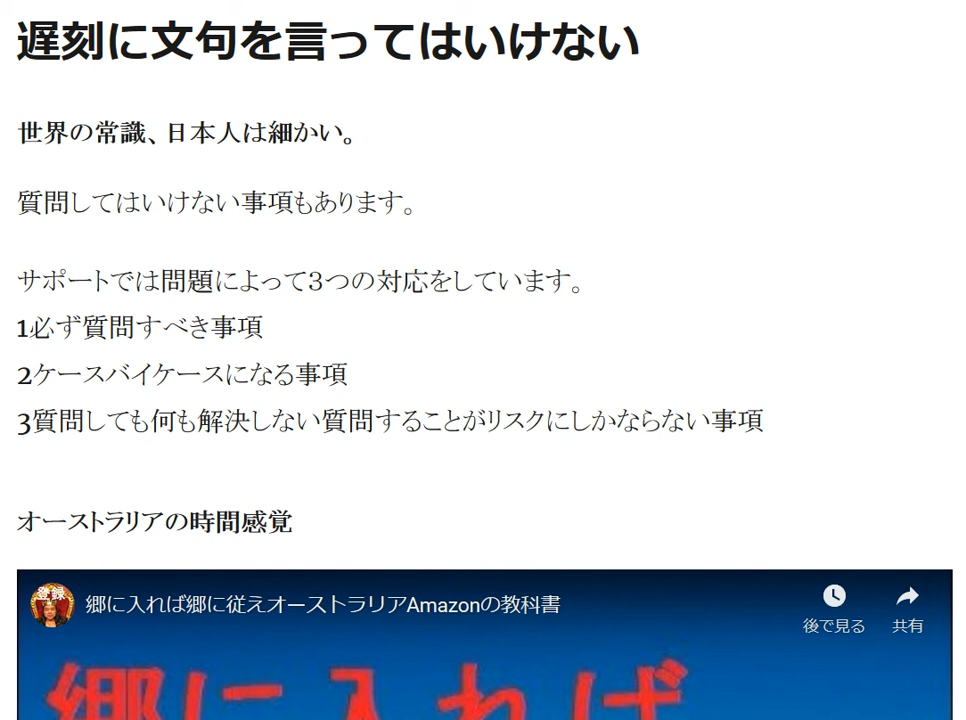 遅刻に文句を言ってはいけない
世界の常識、日本人は細かい。
質問してはいけない事項もあります。
サポートでは問題によって３つの対応をしています。
1必ず質問すべき事項
2ケースバイケースになる事項
3質問しても何も解決しない質問することがリスクにしかならない事項
オーストラリアの時間感覚
登録
郷に入れば郷に従えオーストラリアAmazonの教科書
後で見る
共有
郷に入れば